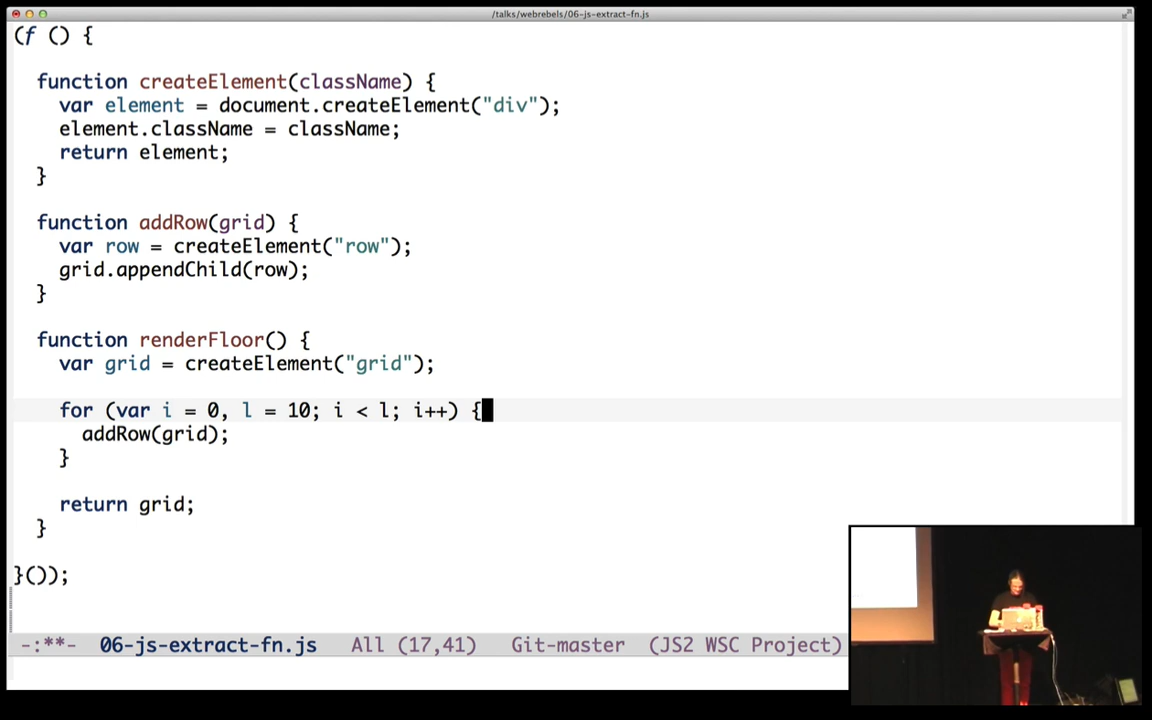 /talks/webrebels/06-js-extract-fn.js
(f () {
function createElement(className) {
var element = document.createElement("div");
element.className = className;
return element;
}
function addRow(grid) {
var row = createElement("row");
grid.appendChild(row);
}
function renderFloor() {
var grid = createElement("grid");
for (var i = 0, l = 10; i < l; i++) {
addRow(grid);
}
return grid;
}
}());
-:**- 06-js-extract-fn.js All (17,41) Git-master (JS2 WSC Project)